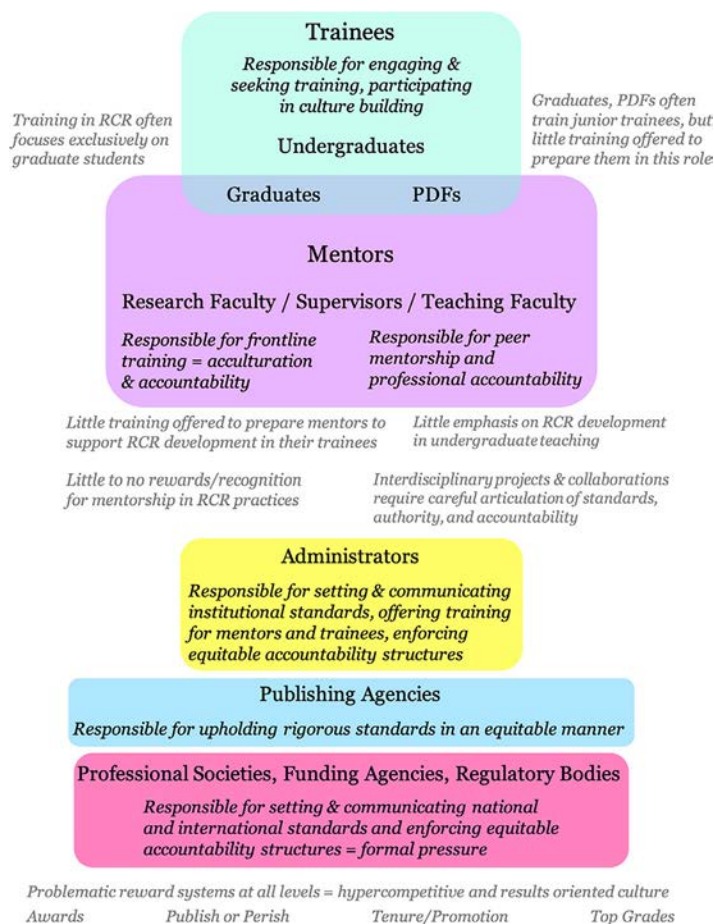 Trainees
Responsible for engaging &
seeking training, participating
in culture building
Training in RCR often
focuses exclusively on
graduate students
Graduates, PDFs often
train junior trainees, but
little training offered to
prepare them in this role
Undergraduates
Graduates PDFs
Mentors
Research Faculty / Supervisors / Teaching Faculty
Responsible for frontline
training = acculturation
& accountability
Responsible for peer
mentorship and
professional accountability
Little training offered to prepare mentors to
support RCR development in their trainees
Little emphasis on RCR development
in undergraduate teaching
Little to no rewards/recognition
for mentorship in RCR practices
Interdisciplinary projects & collaborations
require careful articulation of standards,
authority, and accountability
Administrators
Responsible for setting & communicating
institutional standards, offering training
for mentors and trainees, enforcing
equitable accountability structures
Publishing Agencies
Responsible for upholding rigorous standards in an equitable manner
Professional Societies, Funding Agencies, Regulatory Bodies
Responsible for setting & communicating national
and international standards and enforcing equitable
accountability structures = formal pressure
Problematic reward systems at all levels = hypercompetitive and results oriented culture
Awards Publish or Perish Tenure/Promotion Top Grades